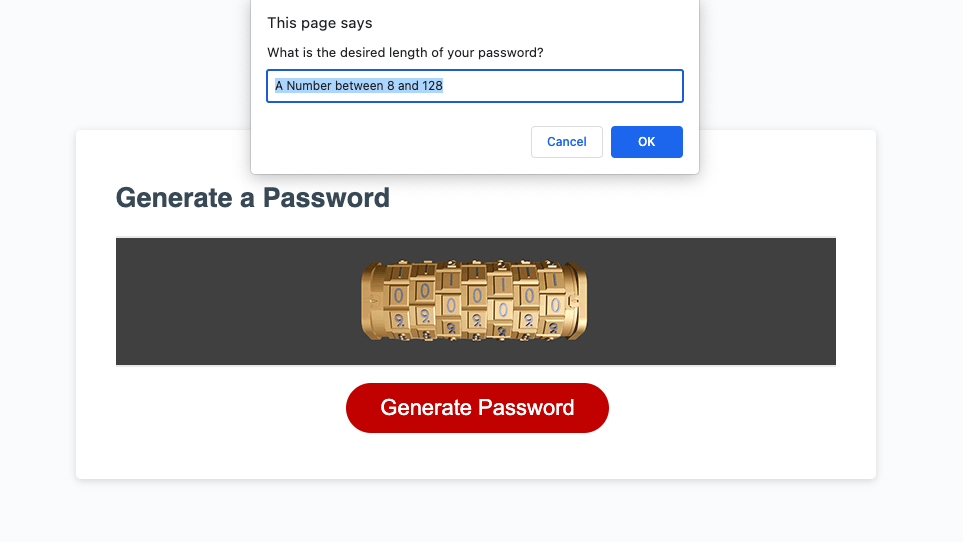 This page says
What is the desired length of your password?
A Number between 8 and 128
Cancel
OK
Generate a Password
Generate Password